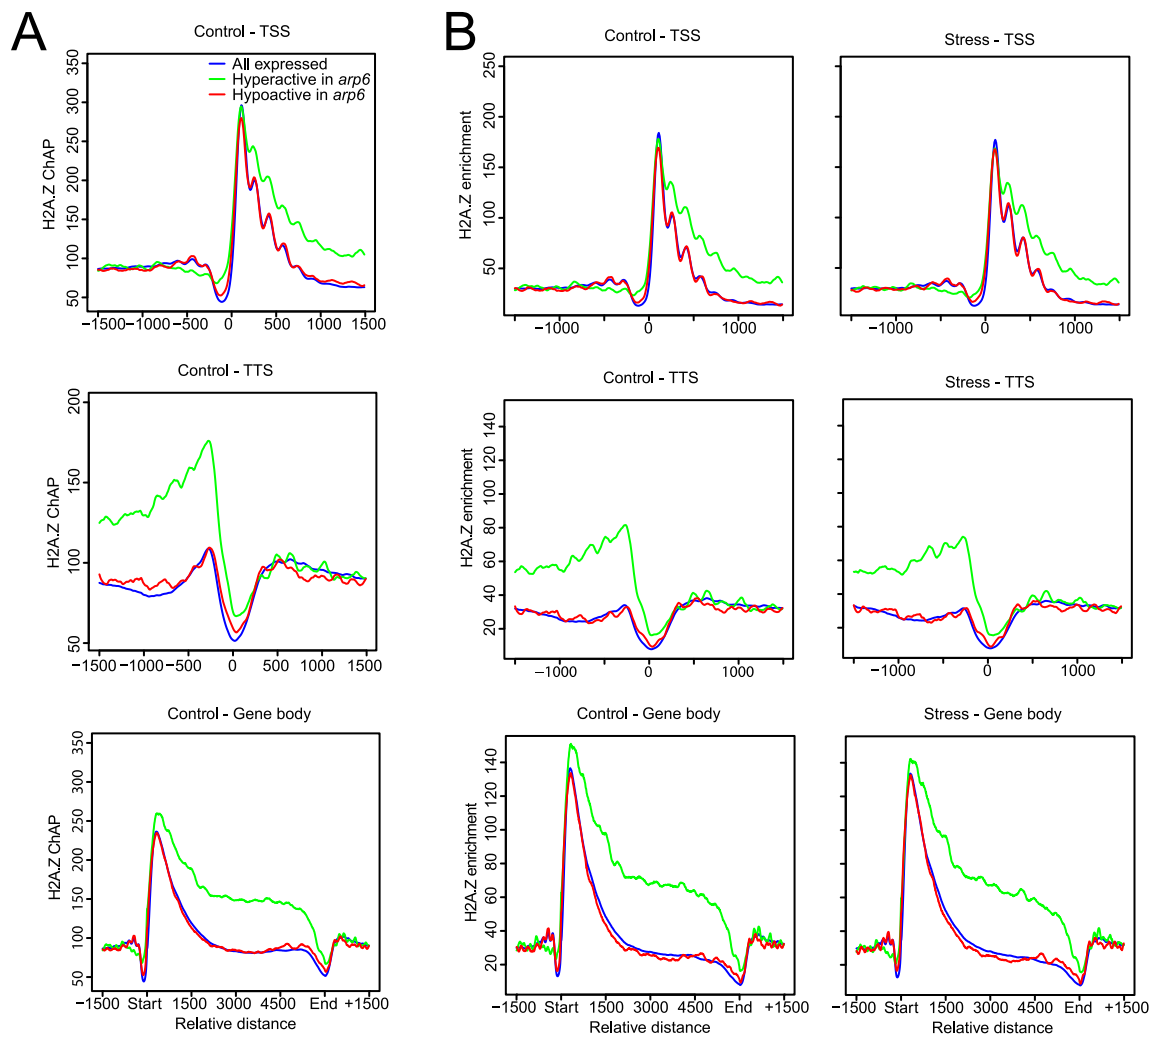 A
B
Control - TSS
All expressed
Hyperactive in arp6
Hypoactive in arp6
H2A.Z ChAP
50 100 150 200 250 300 350
−1500 −1000 −500 0 500 1000 1500
Control - TSS
H2A.Z enrichment
50 100 150 200 250
−1000 0 1000
Stress - TSS
−1000 0 1000
Control - TTS
H2A.Z ChAP
50 100 150 200
−1500 −1000 −500 0 500 1000 1500
Control - TTS
H2A.Z enrichment
20 40 60 80 100 120 140
−1000 0 1000
Stress - TTS
−1000 0 1000
Control - Gene body
H2A.Z ChAP
50 100 150 200 250 300 350
−1500 Start 1500 3000 4500 End +1500
Relative distance
Control - Gene body
H2A.Z enrichment
20 40 60 80 100 120 140
−1500 Start 1500 3000 4500 End +1500
Relative distance
Stress - Gene body
−1500 Start 1500 3000 4500 End +1500
Relative distance